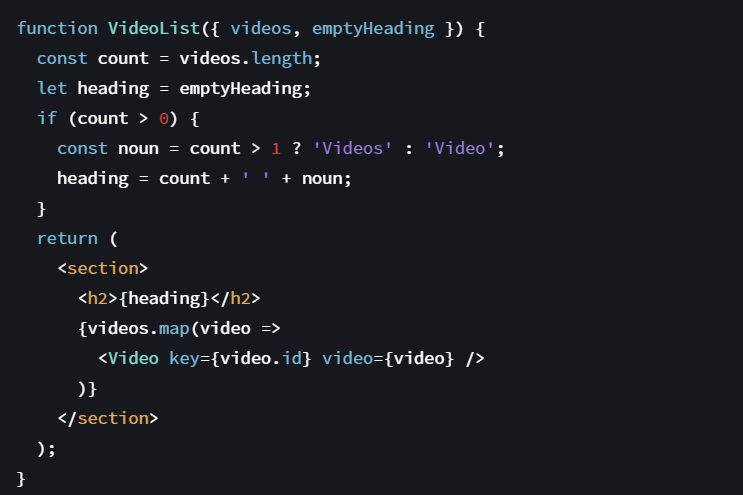 function VideoList({ videos, emptyHeading }) {
  const count = videos.length;
  let heading = emptyHeading;
  if (count > 0) {
    const noun = count > 1 ? 'Videos' : 'Video';
    heading = count + ' ' + noun;
  }
  return (
    <section>
      <h2>{heading}</h2>
      {videos.map(video =>
        <Video key={video.id} video={video} />
      )}
    </section>
  );
}